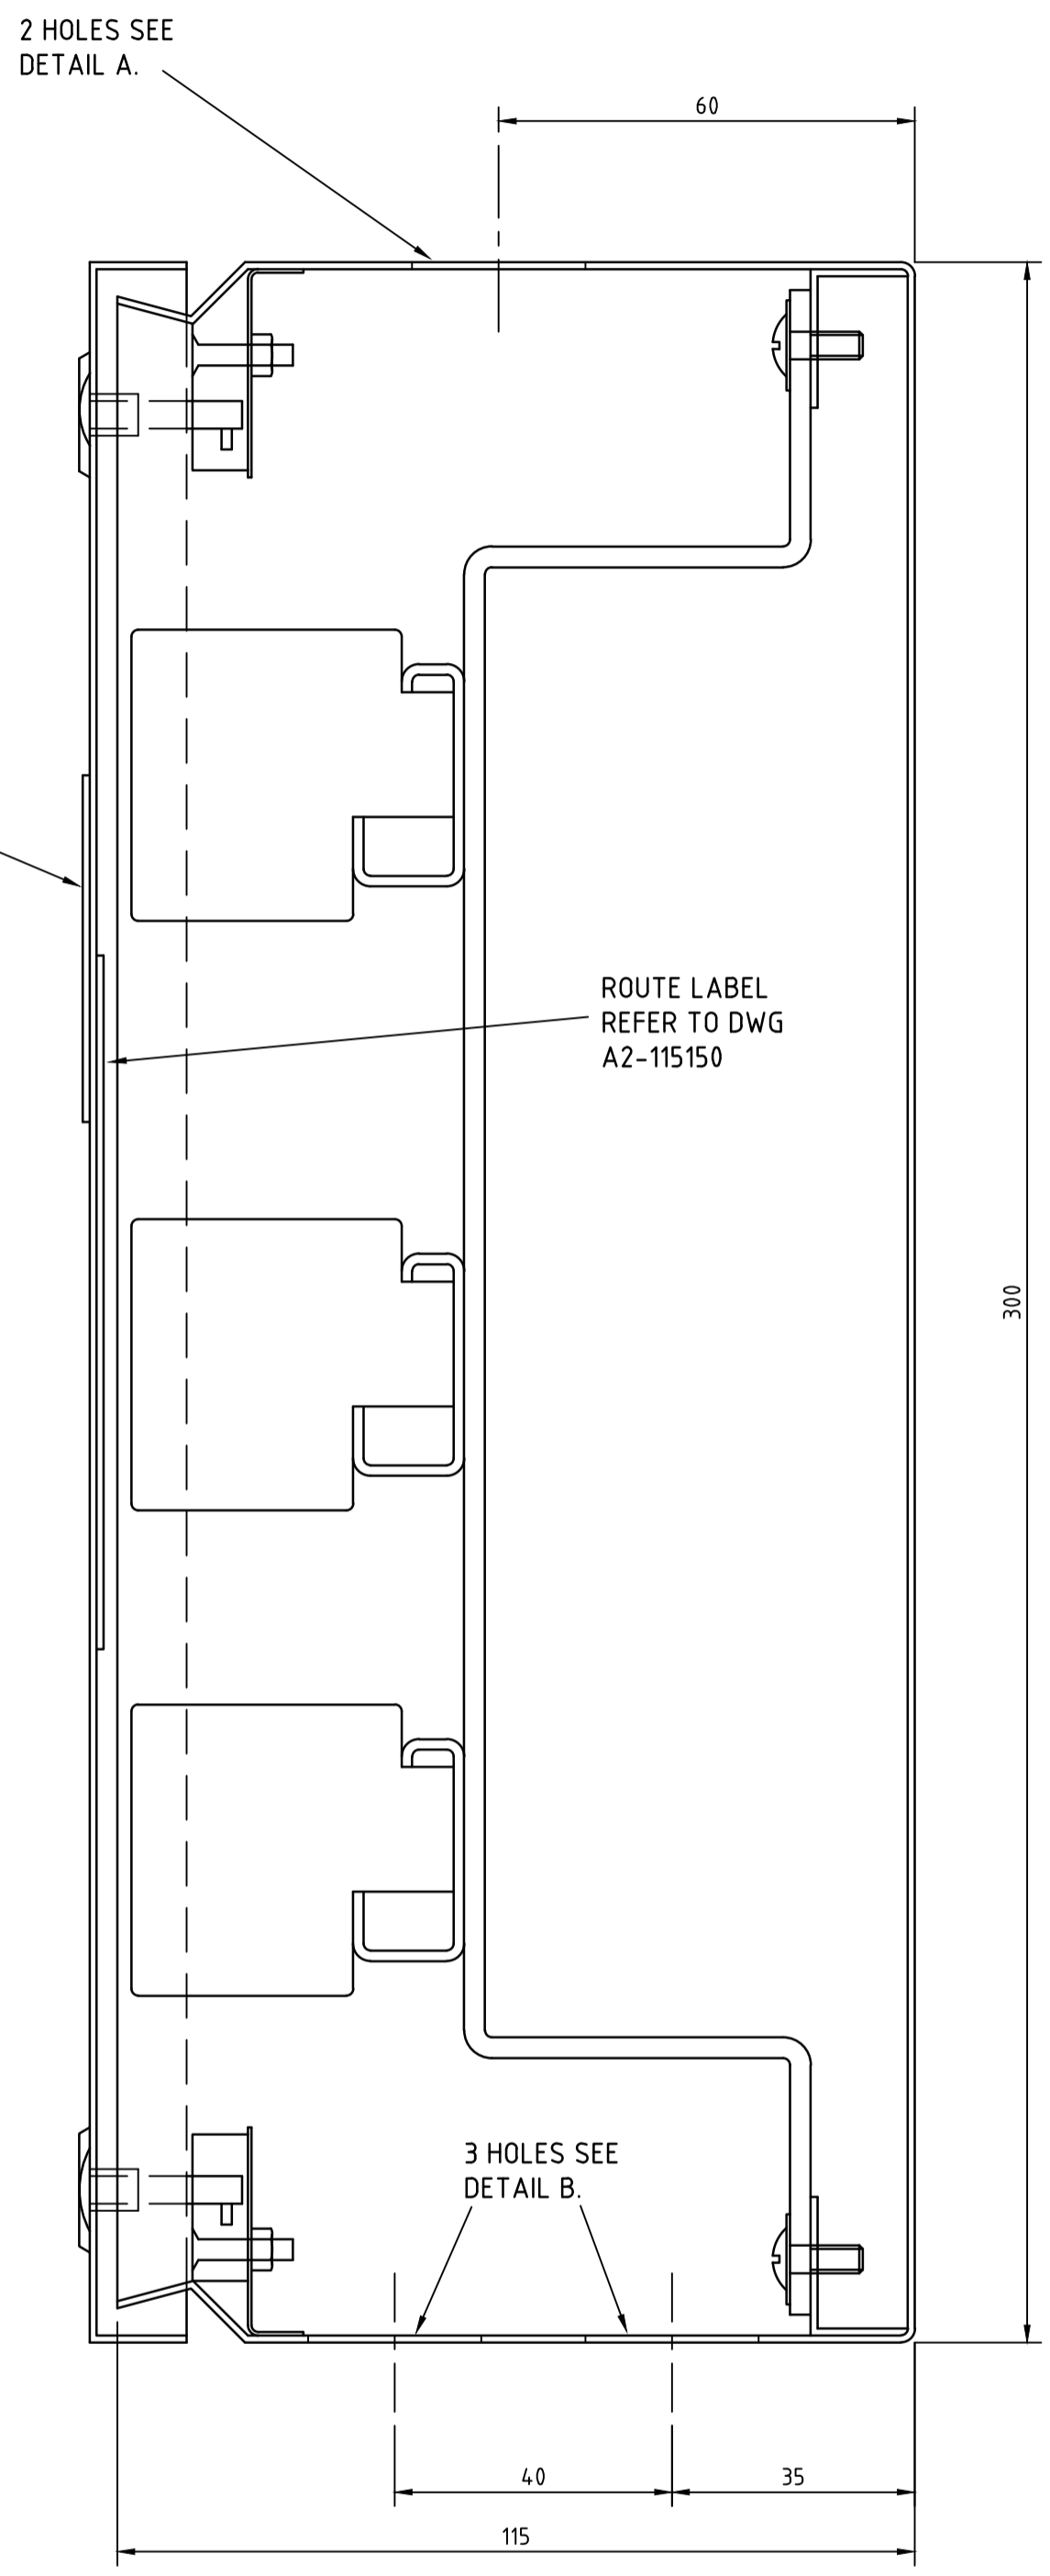 2 HOLES SEE
DETAIL A.
60
ROUTE LABEL
REFER TO DWG
A2-115150
300
3 HOLES SEE
DETAIL B.
40
35
115